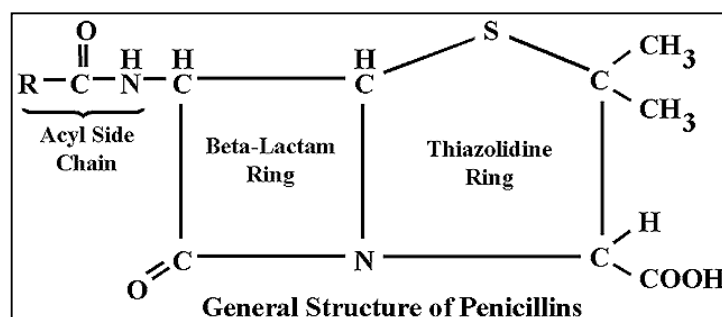 O
H H H S CH3
R C N C C C
CH3
Acyl Side
Chain
Beta-Lactam
Ring
Thiazolidine
Ring
H
C N C
O COOH
General Structure of Penicillins